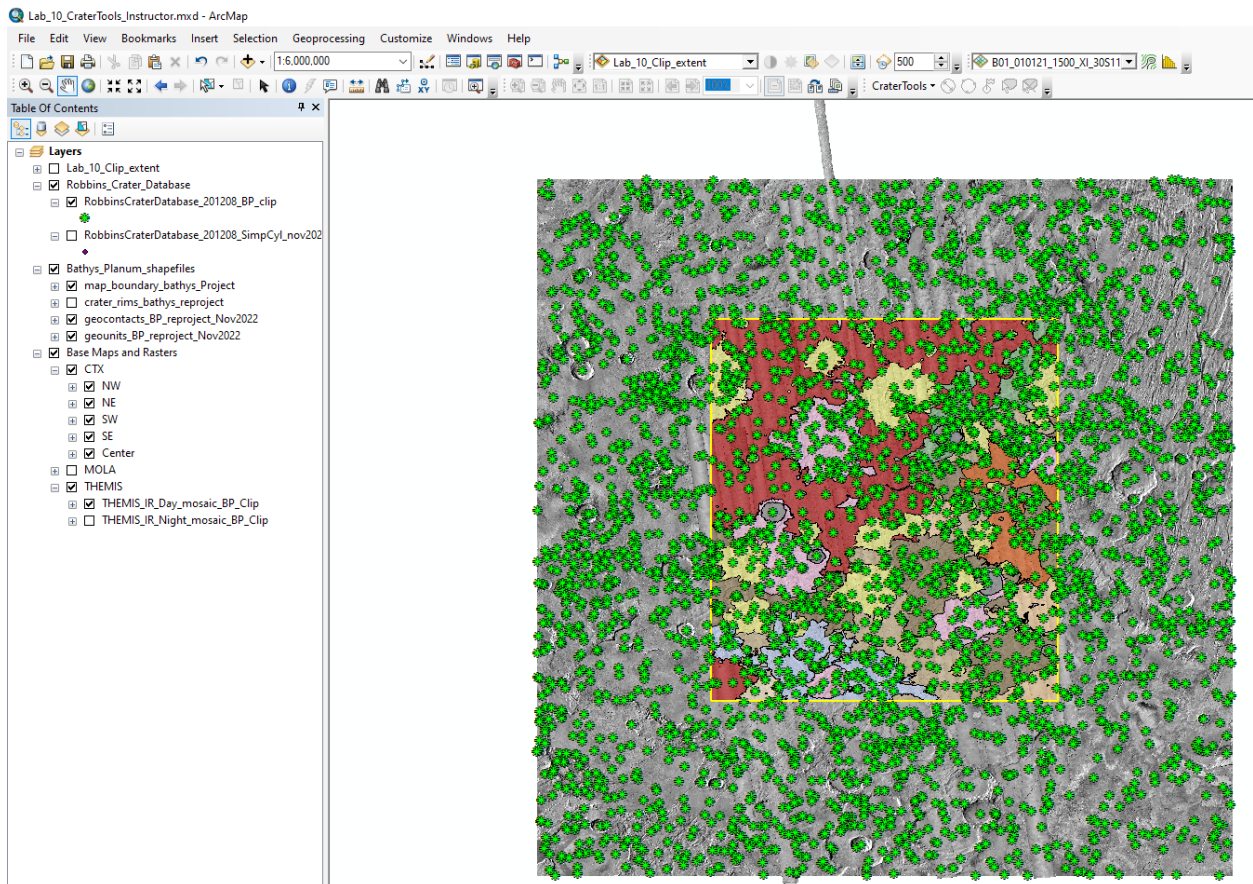 Lab_10_CraterTools_Instructor.mxd - ArcMap
File Edit View Bookmarks Insert Selection Geoprocessing Customize Windows Help
1:6,000,000 Lab_10_Clip_extent 500 B01_010121_1500_XI_30S11
100% CraterTools
Table Of Contents
Layers
Lab_10_Clip_extent
Robbins_Crater_Database
RobbinsCraterDatabase_201208_BP_clip
RobbinsCraterDatabase_201208_SimpCyl_nov202
Bathys_Planum_shapefiles
map_boundary_bathys_Project
crater_rims_bathys_reproject
geocontacts_BP_reproject_Nov2022
geounits_BP_reproject_Nov2022
Base Maps and Rasters
CTX
NW
NE
SW
SE
Center
MOLA
THEMIS
THEMIS_IR_Day_mosaic_BP_Clip
THEMIS_IR_Night_mosaic_BP_Clip